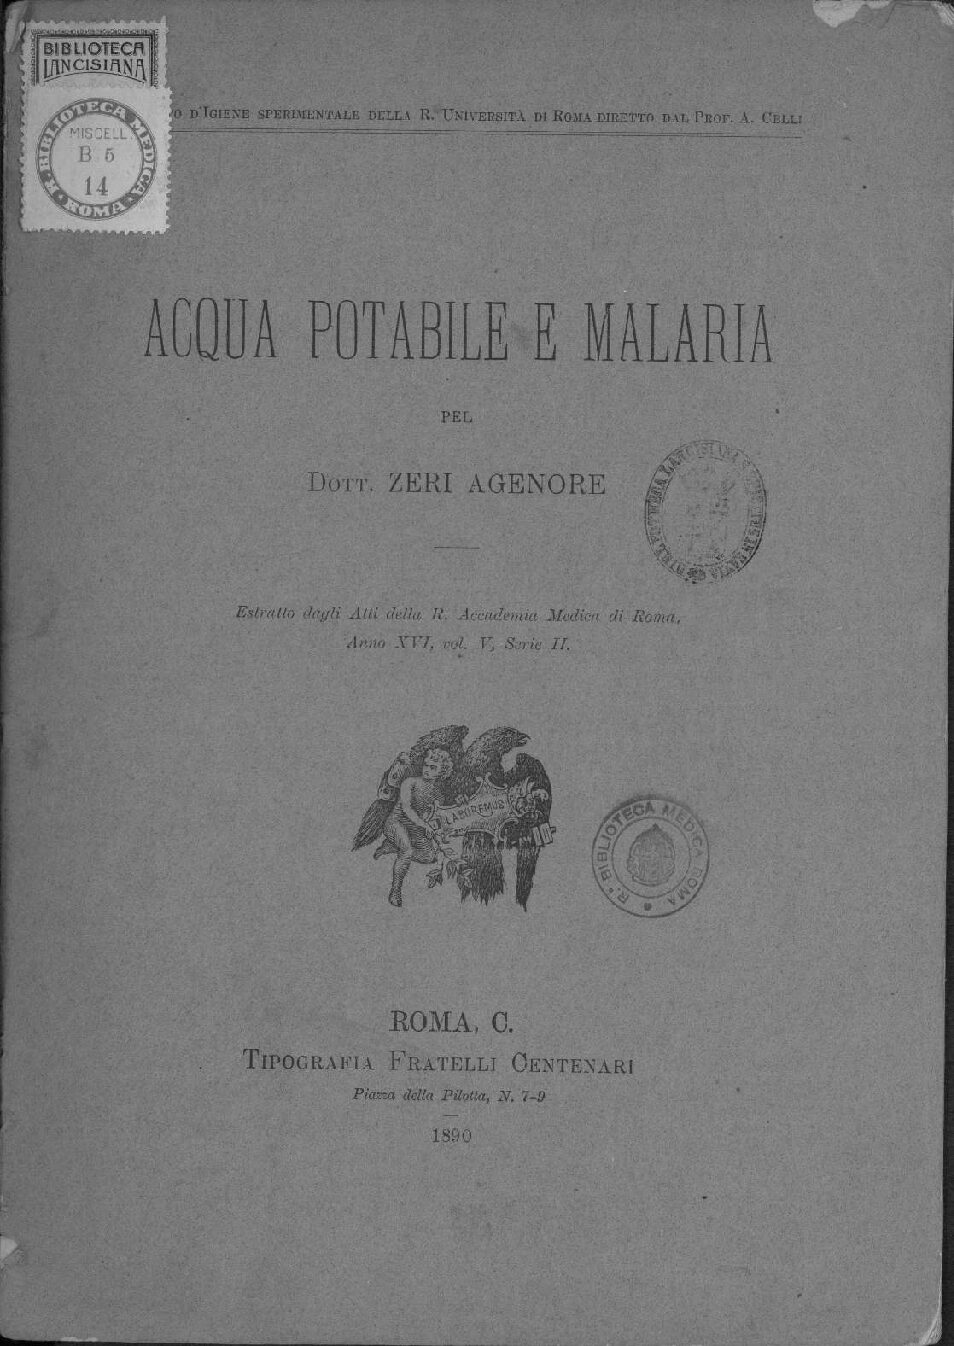 BIBLIOTECA
LANCISIANA
R. BIBLIOTECA MEDICA
ROMA
MISCELL.
B 5
14
O D'IGIENE SPERIMENTALE DELLA R. UNIVERSITÀ DI ROMA DIRETTO DAL PROF. A. CELLI
ACQUA POTABILE E MALARIA
PEL
DOTT. ZERI AGENORE
Estratto degli Atti della R. Accademia Medica di Roma,
Anno XVI, vol. V, Serie II.
LABOREMUS
R. BIBLIOTECA MEDICA ROMA
ROMA, C.
TIPOGRAFIA FRATELLI CENTENARI
Piazza della Pilotta, N. 7-9
1890